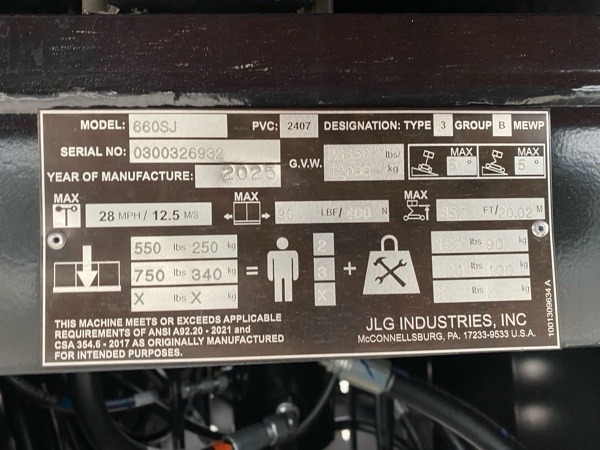 MODEL: 660SJ PVC: 2407 DESIGNATION: TYPE 3 GROUP B MEWP
SERIAL NO: 0300326932
G.V.W. lbs/ kg
MAX 5° MAX 5°
YEAR OF MANUFACTURE: 2025
MAX 28 MPH/ 12.5 M/S
MAX 90 LBF/ 400 N
MAX FT/ 20.02 M
550 lbs 250 kg = 2 + lbs 90 kg
750 lbs 340 kg 3 lbs 100 kg
X lbs X kg X lbs kg
THIS MACHINE MEETS OR EXCEEDS APPLICABLE
REQUIREMENTS OF ANSI A92.20 - 2021 and
CSA 354.6 - 2017 AS ORIGINALLY MANUFACTURED
FOR INTENDED PURPOSES.
JLG INDUSTRIES, INC
McCONNELLSBURG, PA. 17233-9533 U.S.A.
1001309634 A